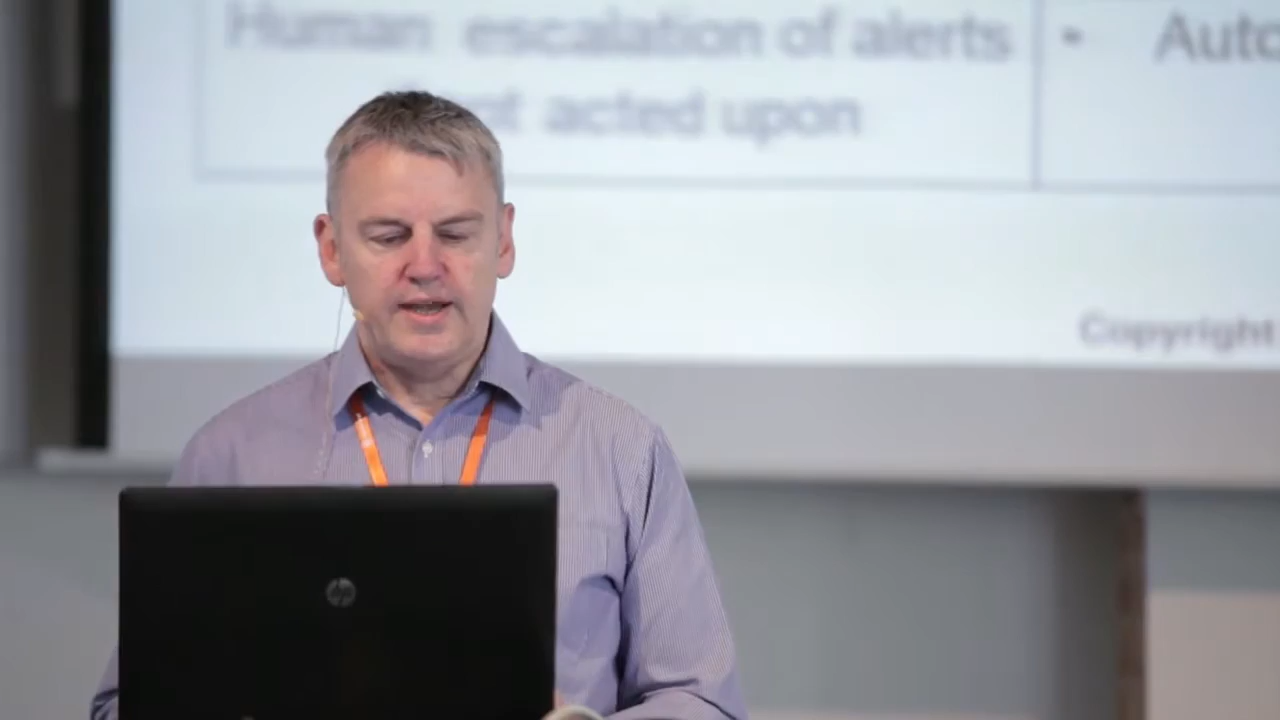 Human escalation of alerts
acted upon
• Auto
Copyright
hp